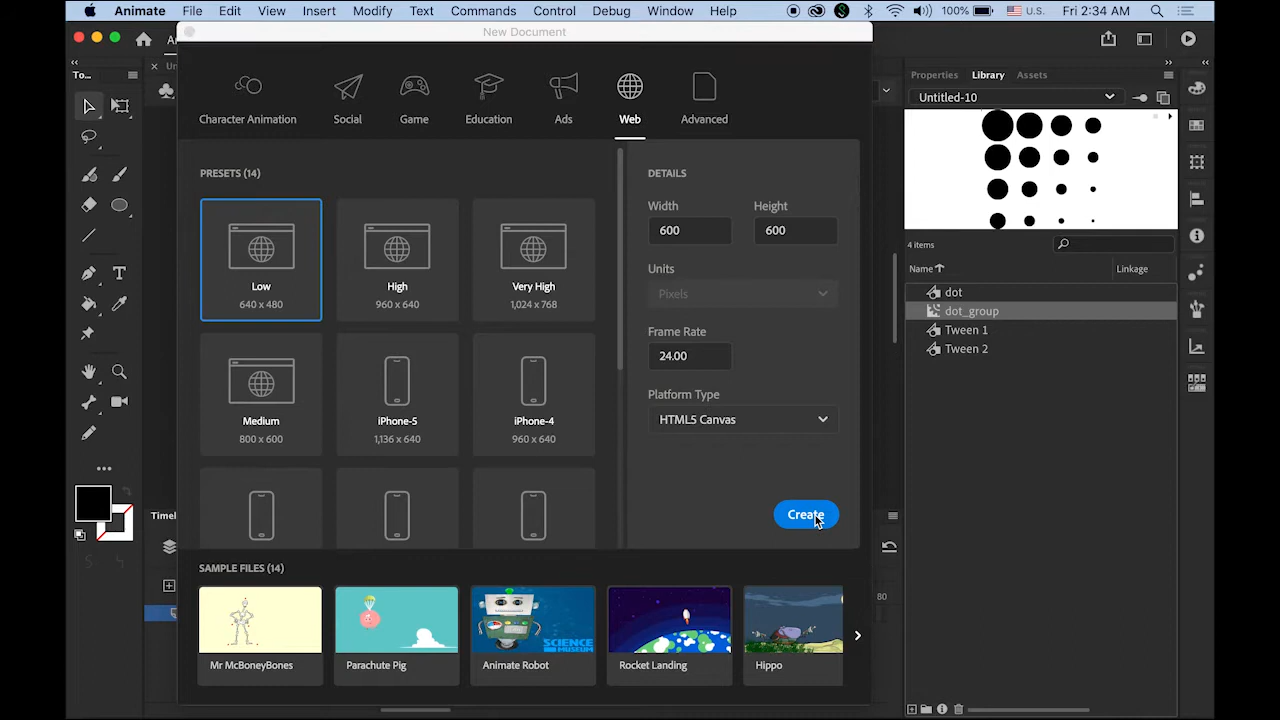 Animate File Edit View Insert Modify Text Commands Control Debug Window Help 100% U.S. Fri 2:34 AM
New Document
To...
Character Animation Social Game Education Ads Web Advanced
PRESETS (14)
Low
640 x 480
High
960 x 640
Very High
1,024 x 768
Medium
800 x 600
iPhone-5
1,136 x 640
iPhone-4
960 x 640
DETAILS
Width Height
600 600
Units
Pixels
Frame Rate
24.00
Platform Type
HTML5 Canvas
Create
SAMPLE FILES (14)
SCIENCE
MUSEUM
Mr McBoneyBones Parachute Pig Animate Robot Rocket Landing Hippo
Timel
80
Properties Library Assets
Untitled-10
4 items
Name Linkage
dot
dot_group
Tween 1
Tween 2